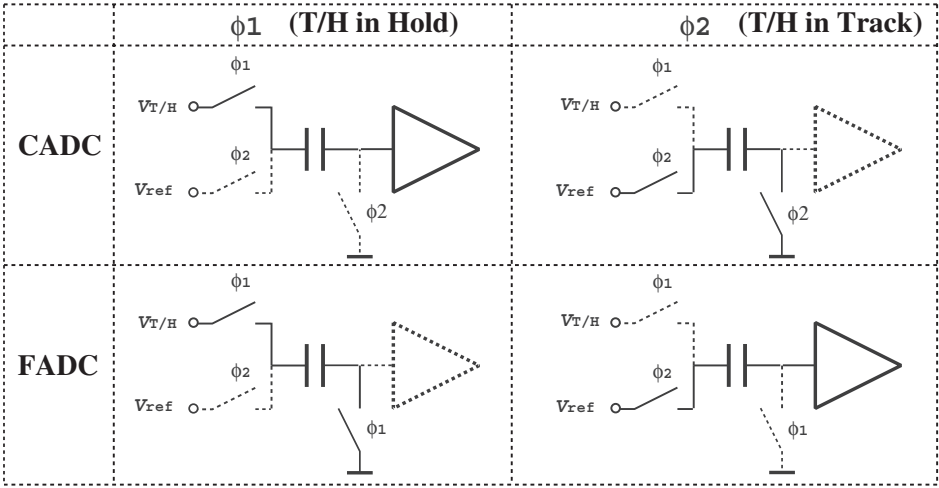 ϕ1 (T/H in Hold)
ϕ2 (T/H in Track)
CADC
ϕ1
VT/H
ϕ2
Vref
ϕ2
ϕ1
VT/H
ϕ2
Vref
ϕ2
FADC
ϕ1
VT/H
ϕ2
Vref
ϕ1
ϕ1
VT/H
ϕ2
Vref
ϕ1